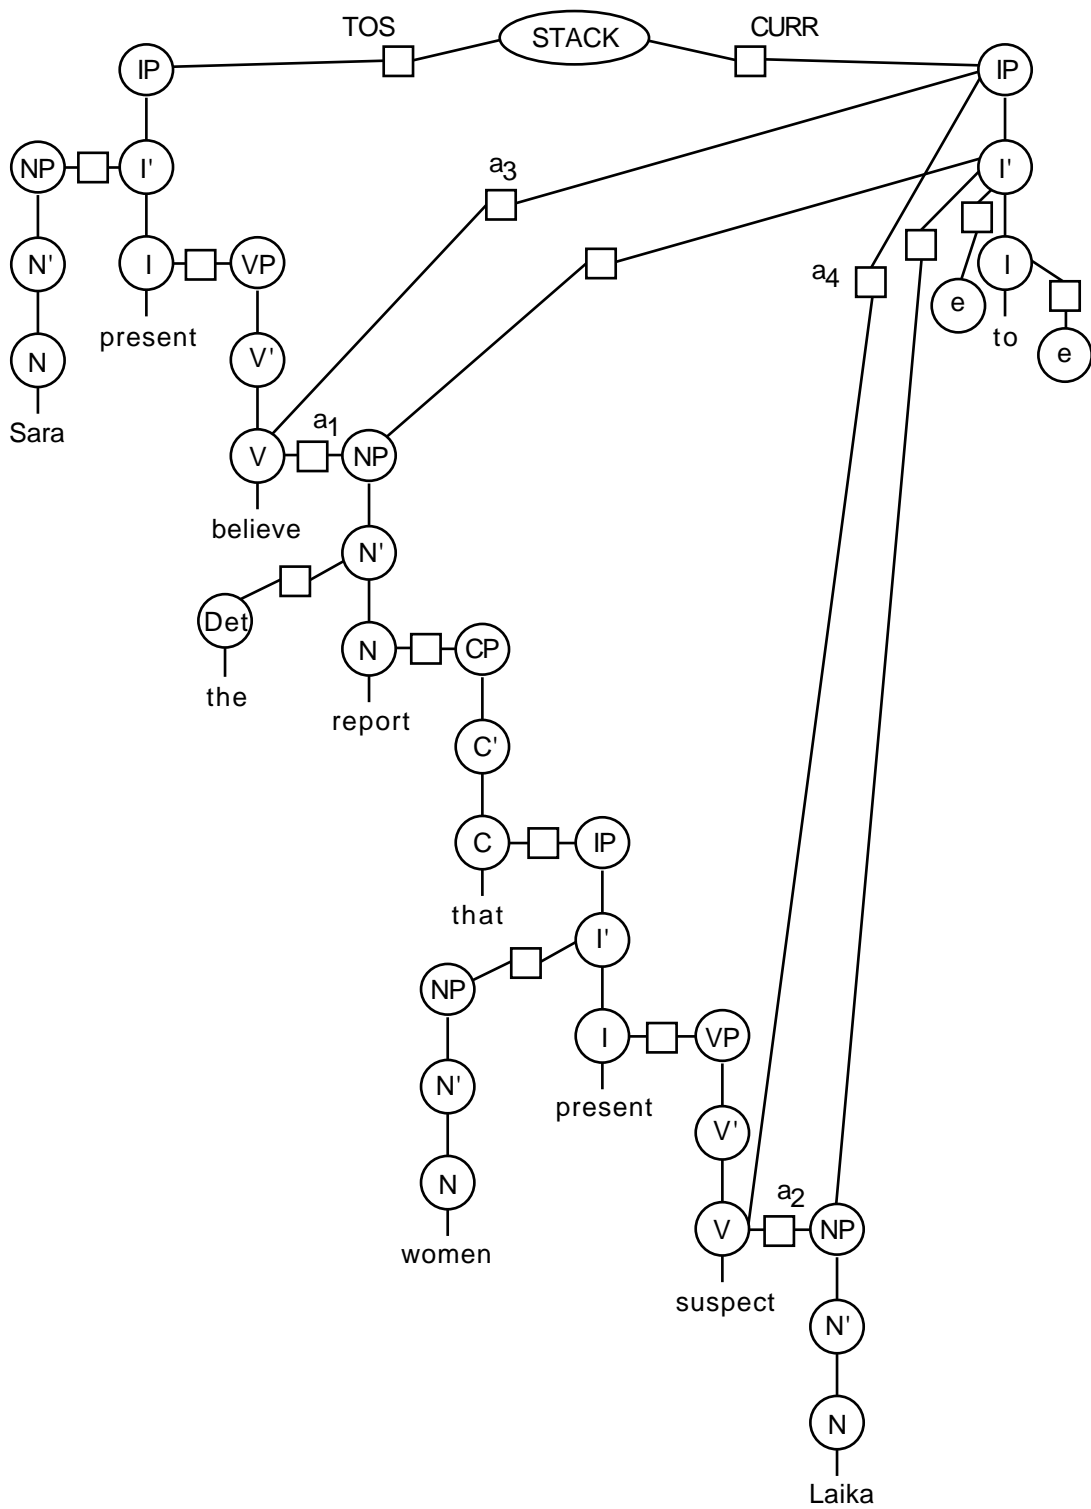 TOS STACK CURR
IP IP
NP I' a3 I'
N' I VP a4 e I
present to e
N V'
Sara a1
V NP
believe
N'
Det
the N CP
report
C'
C IP
that
I'
NP
I VP
N' present
V'
N a2
women V NP
suspect
N'
N
Laika